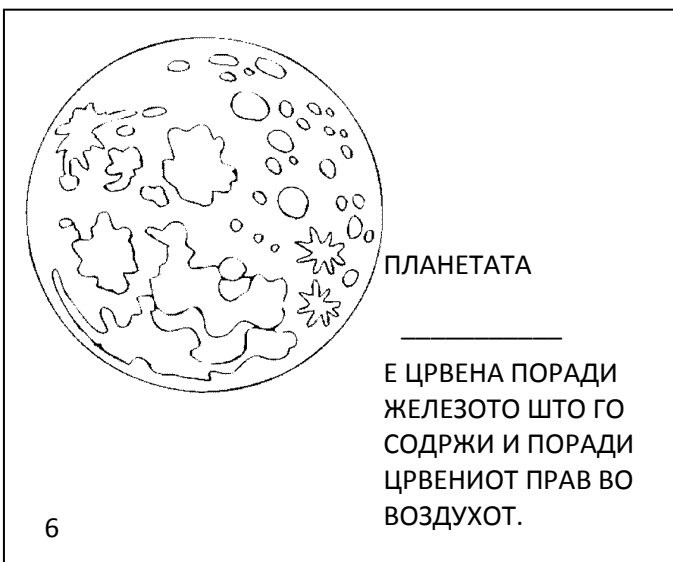 ПЛАНЕТАТА
___________
Е ЦРВЕНА ПОРАДИ
ЖЕЛЕЗОТО ШТО ГО
СОДРЖИ И ПОРАДИ
ЦРВЕНИОТ ПРАВ ВО
ВОЗДУХОТ.
6